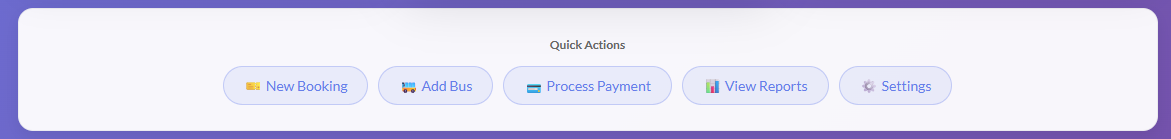 Quick Actions
New Booking
Add Bus
Process Payment
View Reports
Settings